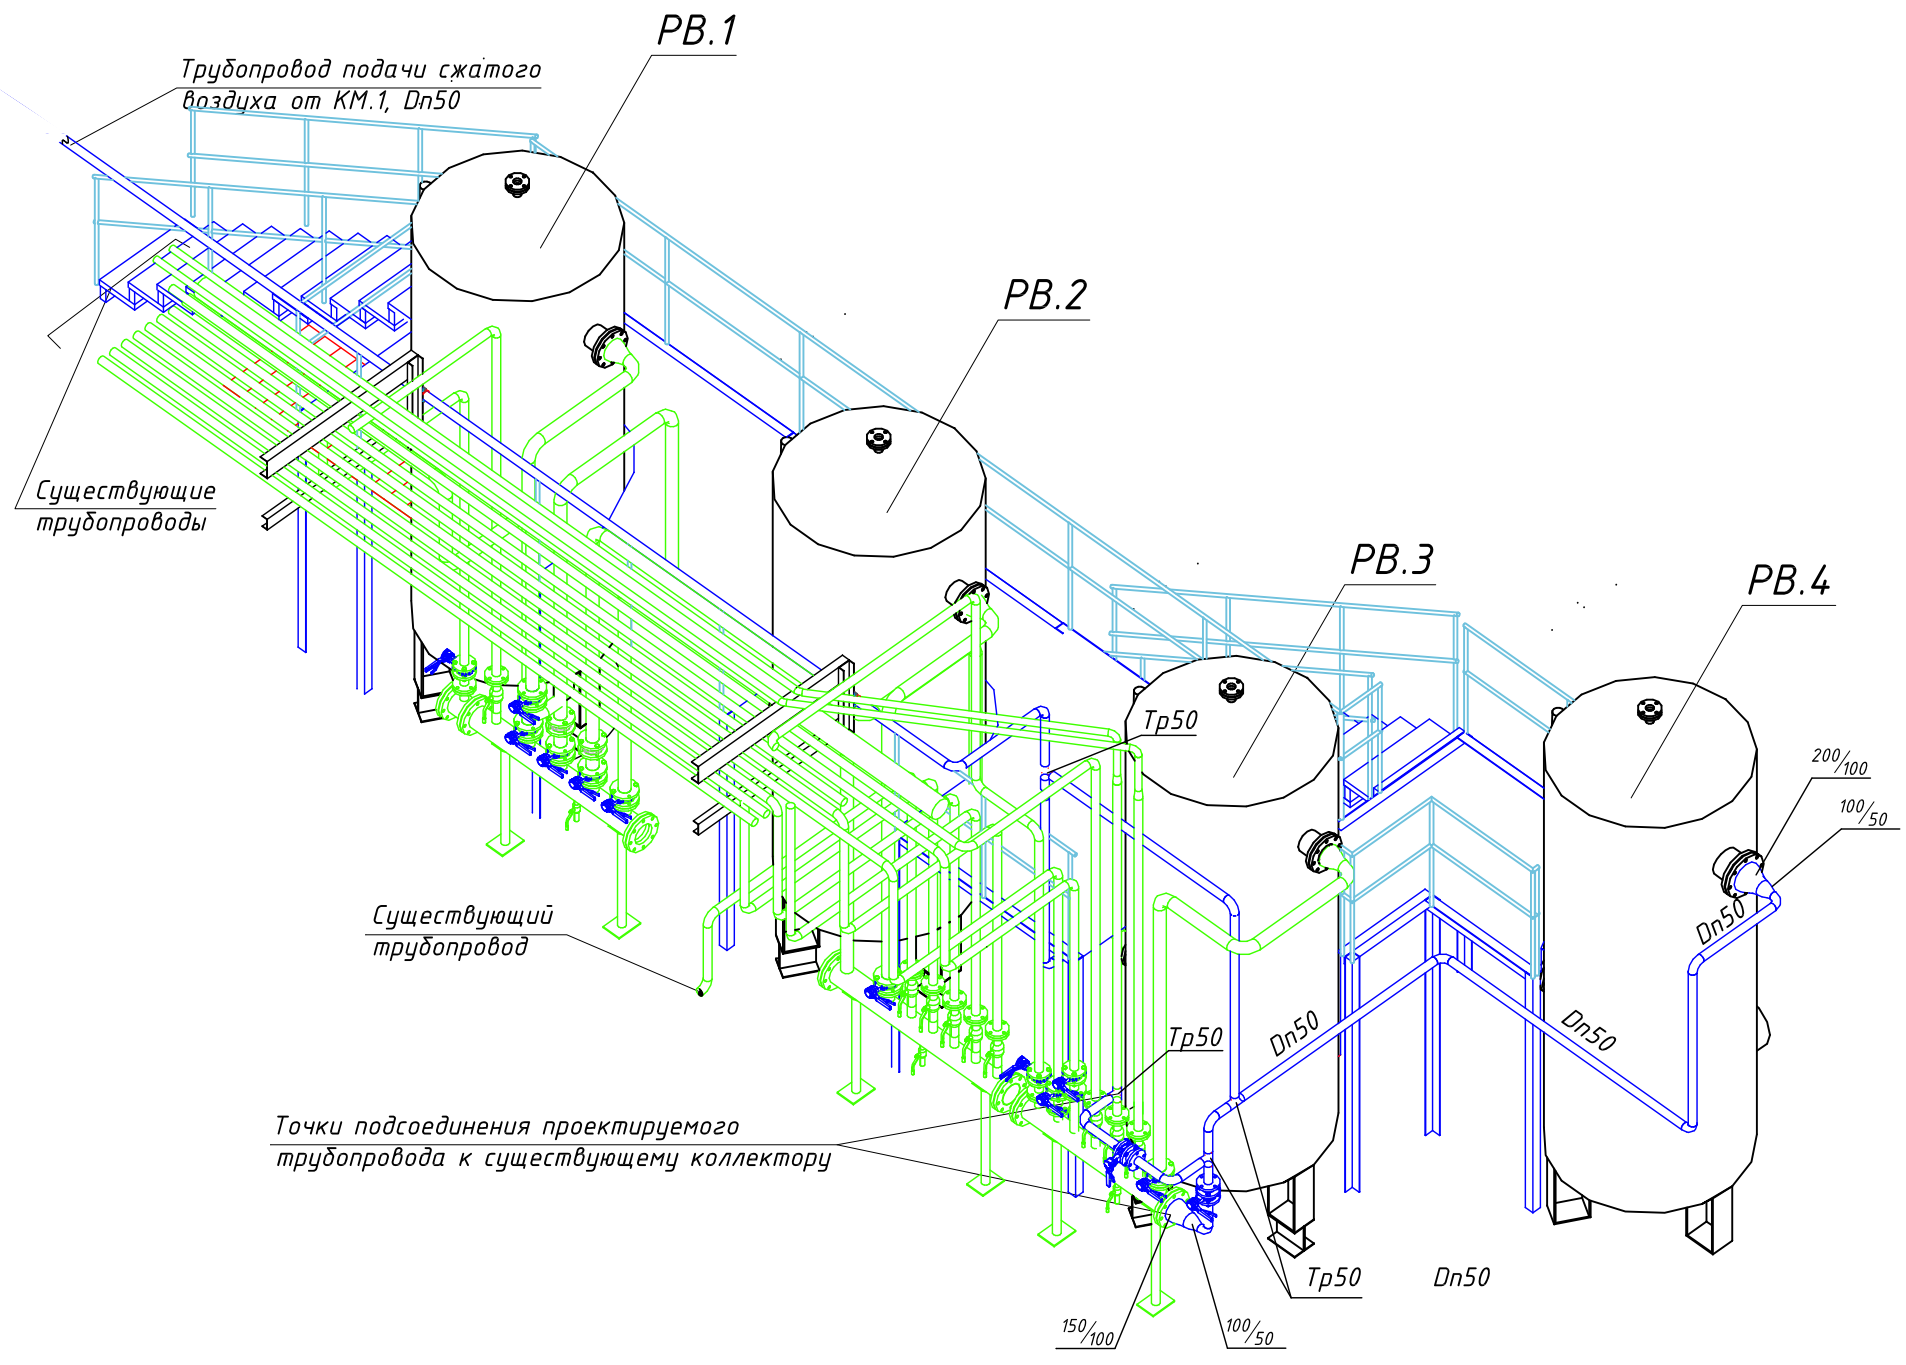 РВ.1
Трубопровод подачи сжатого
воздуха от КМ.1, Dn50
РВ.2
РВ.3
РВ.4
Существующие
трубопроводы
Тр50
200/100
100/50
Существующий
трубопровод
Dn50
Dn50
Dn50
Тр50
Точки подсоединения проектируемого
трубопровода к существующему коллектору
Тр50
Dn50
150/100
100/50